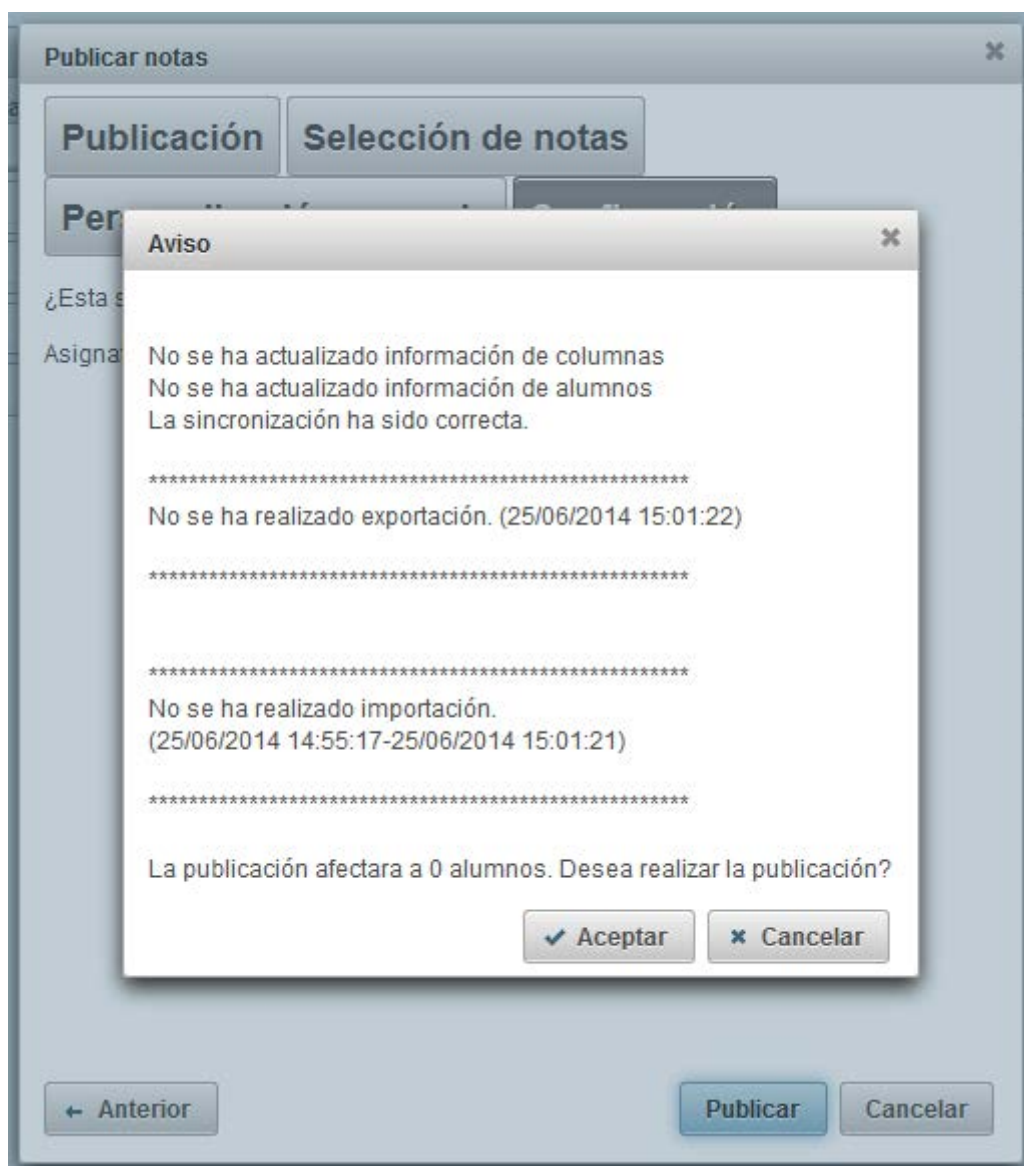 Publicar notas
Publicación
Selección de notas
Per
Aviso
¿Esta s
Asigna
No se ha actualizado información de columnas
No se ha actualizado información de alumnos
La sincronización ha sido correcta.
******************************************************
No se ha realizado exportación. (25/06/2014 15:01:22)
******************************************************
******************************************************
No se ha realizado importación.
(25/06/2014 14:55:17-25/06/2014 15:01:21)
******************************************************
La publicación afectara a 0 alumnos. Desea realizar la publicación?
Aceptar
Cancelar
Anterior
Publicar
Cancelar